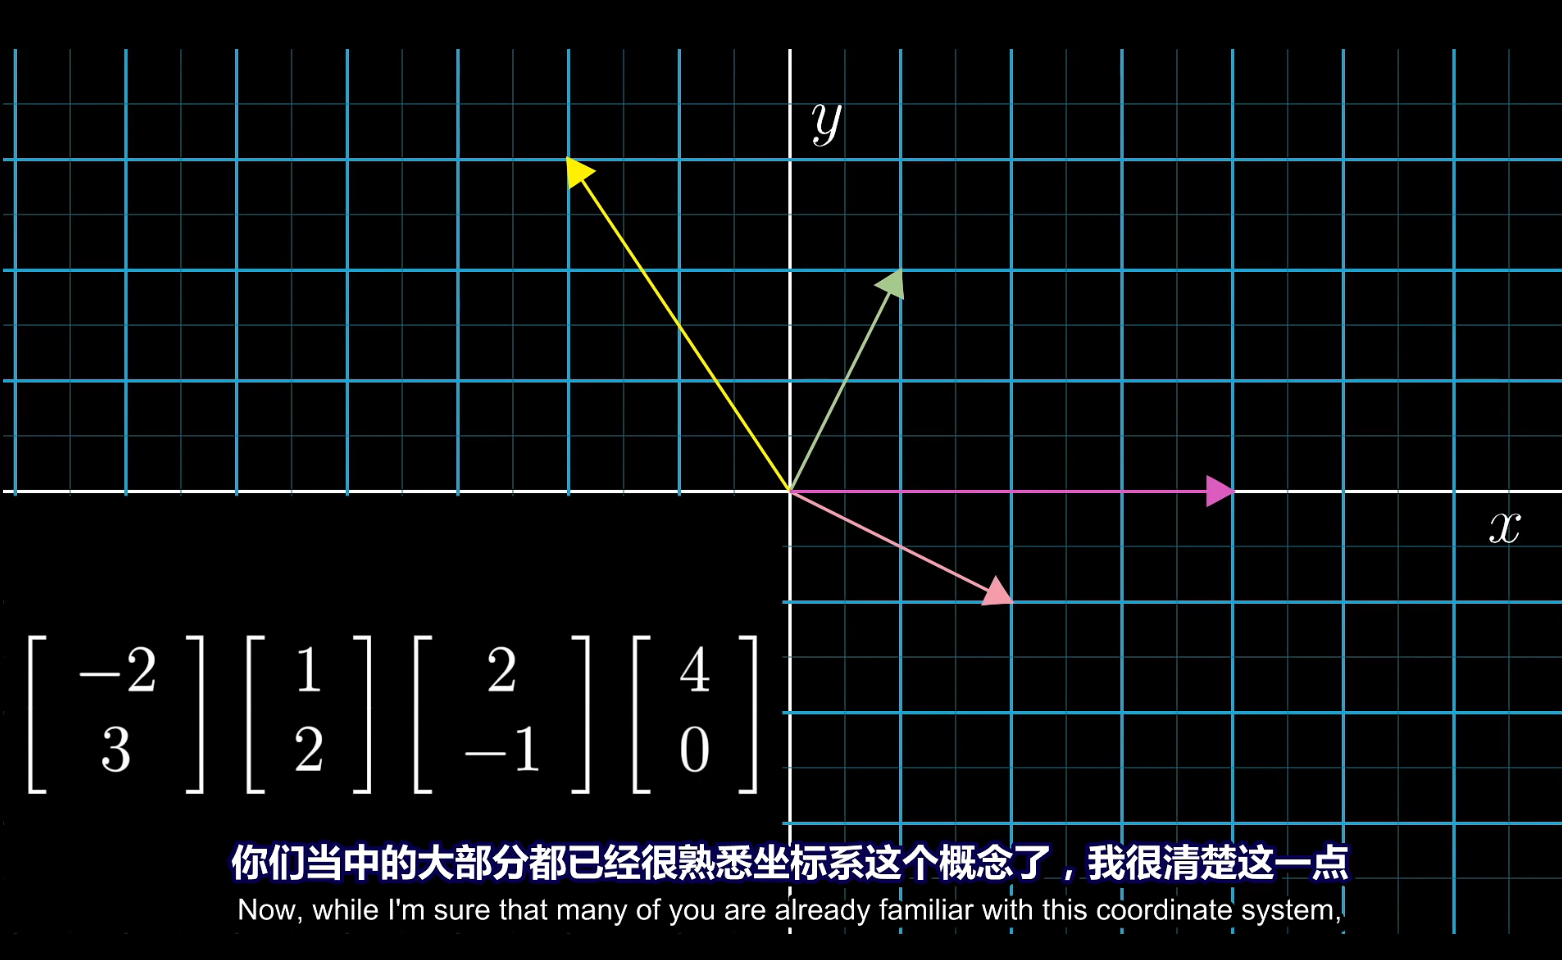 y
x
−2 1 2 4
3 2 −1 0
你们当中的大部分都已经很熟悉坐标系这个概念了，我很清楚这一点
Now, while I'm sure that many of you are already familiar with this coordinate system,